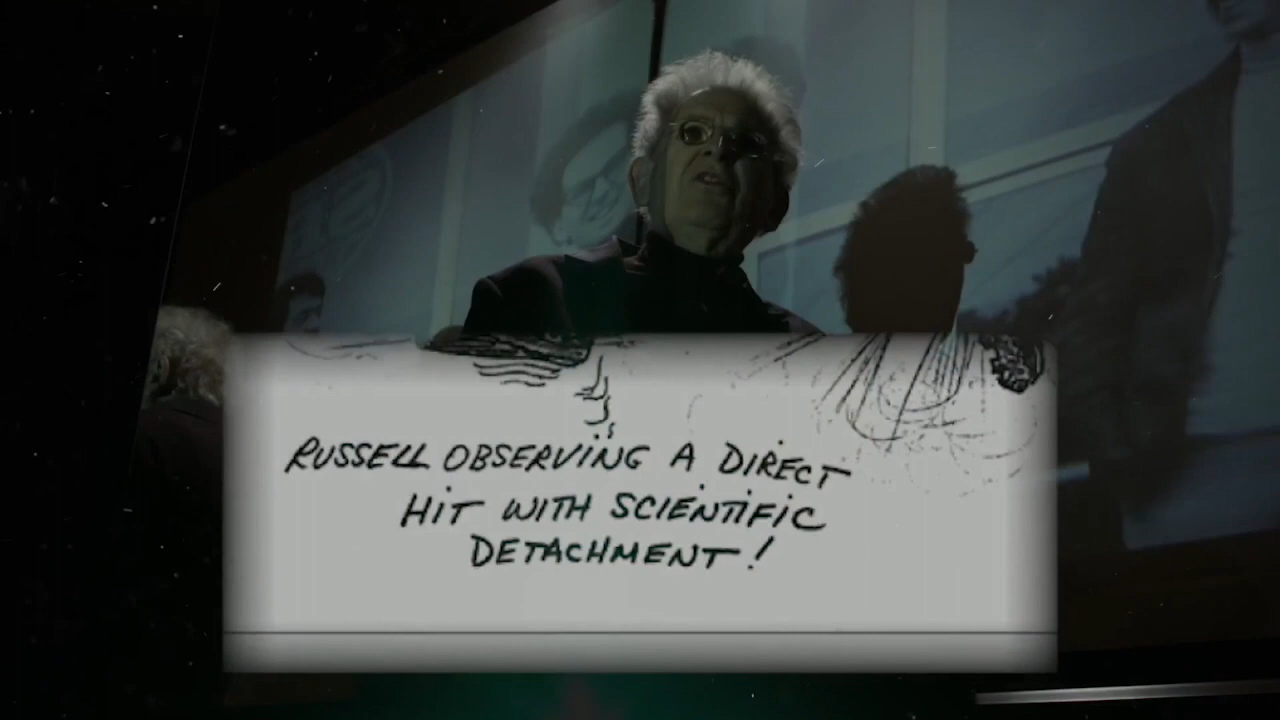 RUSSELL OBSERVING A DIRECT
HIT WITH SCIENTIFIC
DETACHMENT!